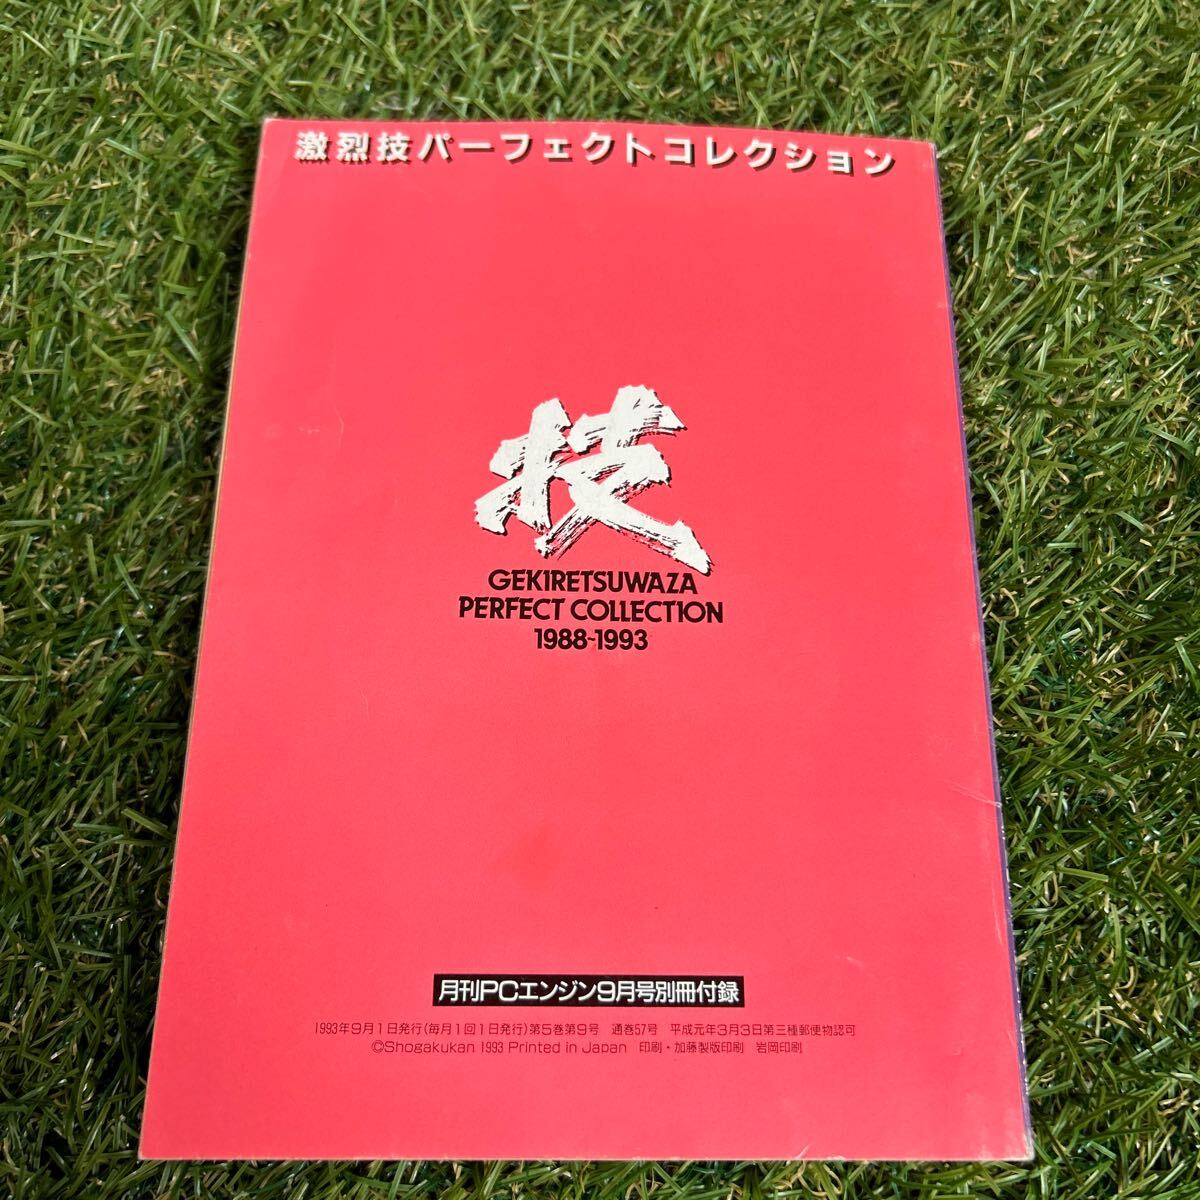 激烈技パーフェクトコレクション
技
GEKIRETSUWAZA
PERFECT COLLECTION
1988~1993
月刊PCエンジン9月号別冊付録
1993年9月1日発行(毎月1回1日発行)第5巻第9号 通巻57号 平成元年3月3日第三種郵便物認可
©Shogakukan 1993 Printed in Japan 印刷・加藤製版印刷 岩岡印刷